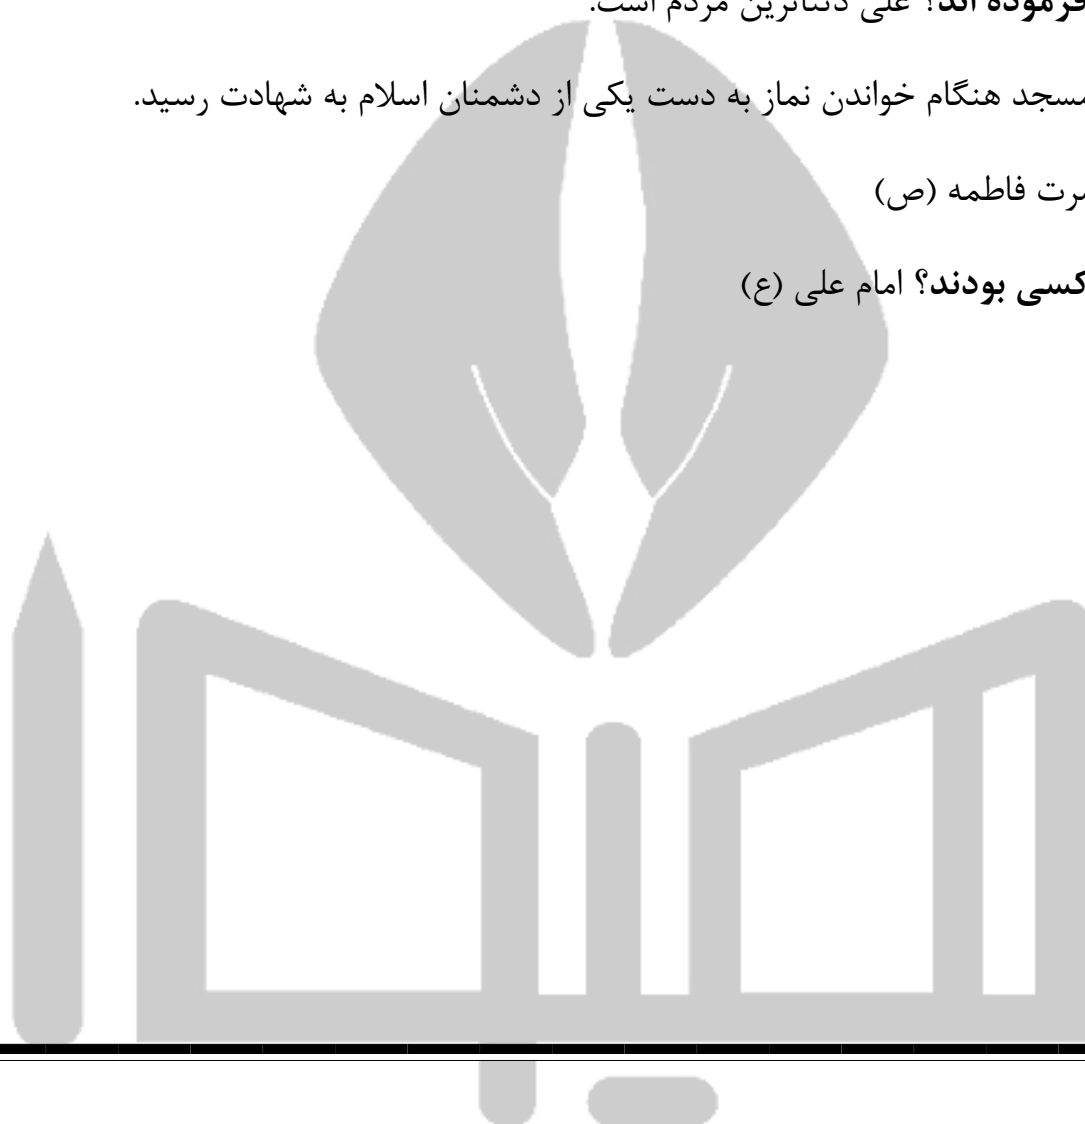 فرموده اند؟ علی داناترین مردم است.
مسجد هنگام خواندن نماز به دست یکی از دشمنان اسلام به شهادت رسید.
فاطمه (ص)
کسی بودند؟ امام علی (ع)